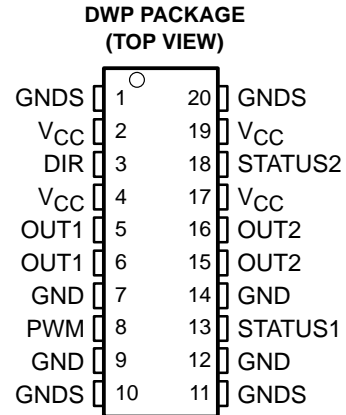 DWP PACKAGE
(TOP VIEW)
GNDS 1 20 GNDS
VCC 2 19 VCC
DIR 3 18 STATUS2
VCC 4 17 VCC
OUT1 5 16 OUT2
OUT1 6 15 OUT2
GND 7 14 GND
PWM 8 13 STATUS1
GND 9 12 GND
GNDS 10 11 GNDS